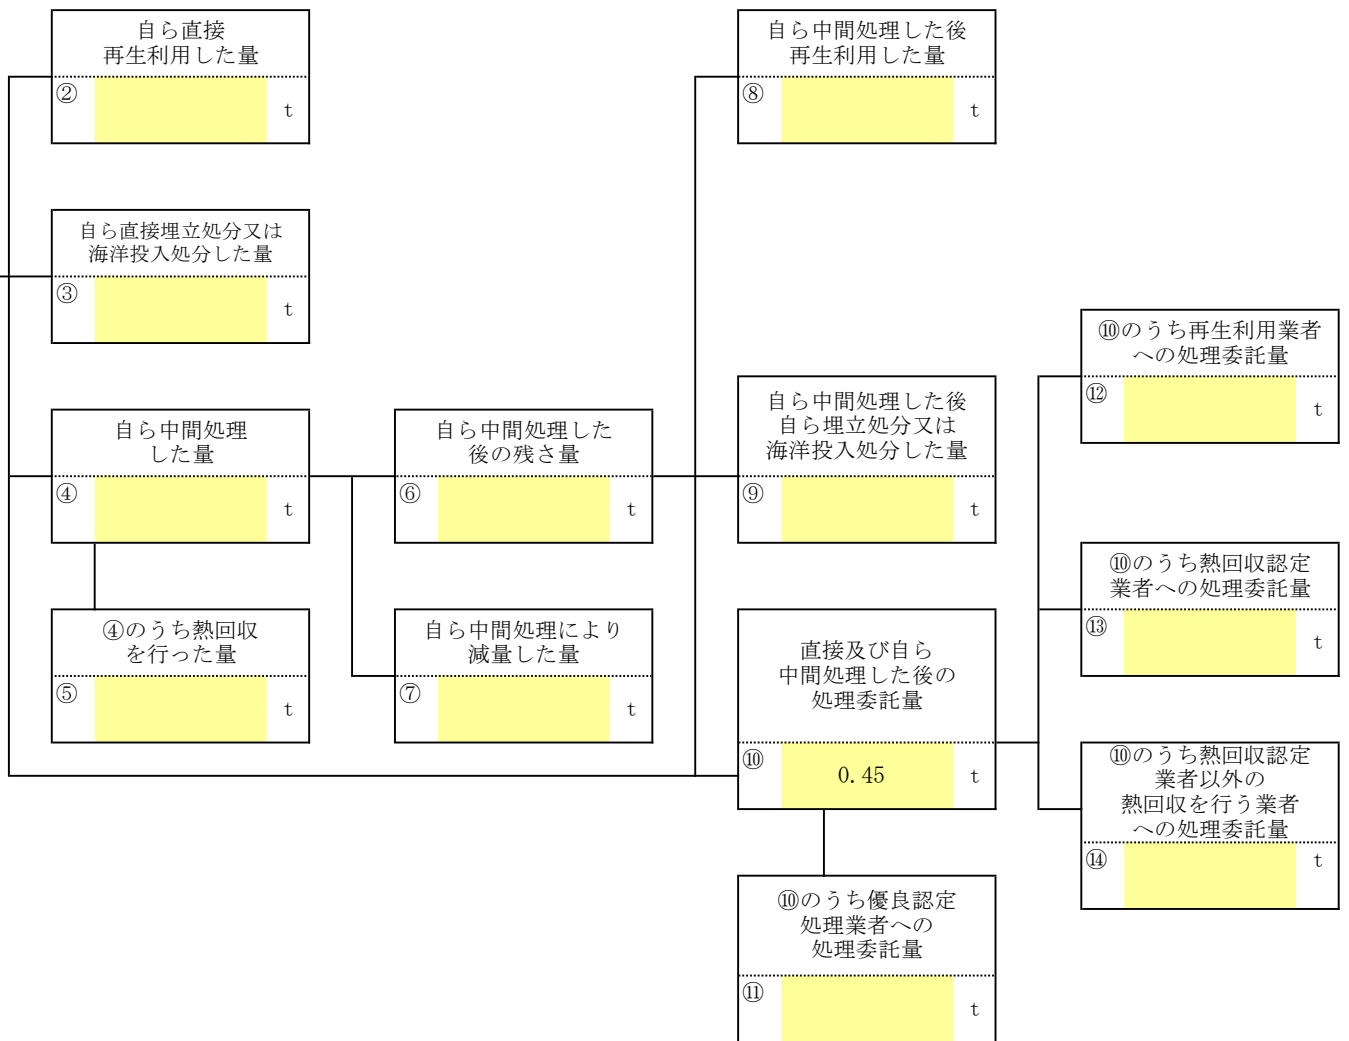 自ら直接
再生利用した量
②
t
自ら中間処理した後
再生利用した量
⑧
t
自ら直接埋立処分又は
海洋投入処分した量
③
t
⑩のうち再生利用業者
への処理委託量
⑫
t
自ら中間処理
した量
④
t
自ら中間処理した
後の残さ量
⑥
t
自ら中間処理した後
自ら埋立処分又は
海洋投入処分した量
⑨
t
⑩のうち熱回収認定
業者への処理委託量
⑬
t
④のうち熱回収
を行った量
⑤
t
自ら中間処理により
減量した量
⑦
t
直接及び自ら
中間処理した後の
処理委託量
⑩
0.45 t
⑩のうち熱回収認定
業者以外の
熱回収を行う業者
への処理委託量
⑭
t
⑩のうち優良認定
処理業者への
処理委託量
⑪
t